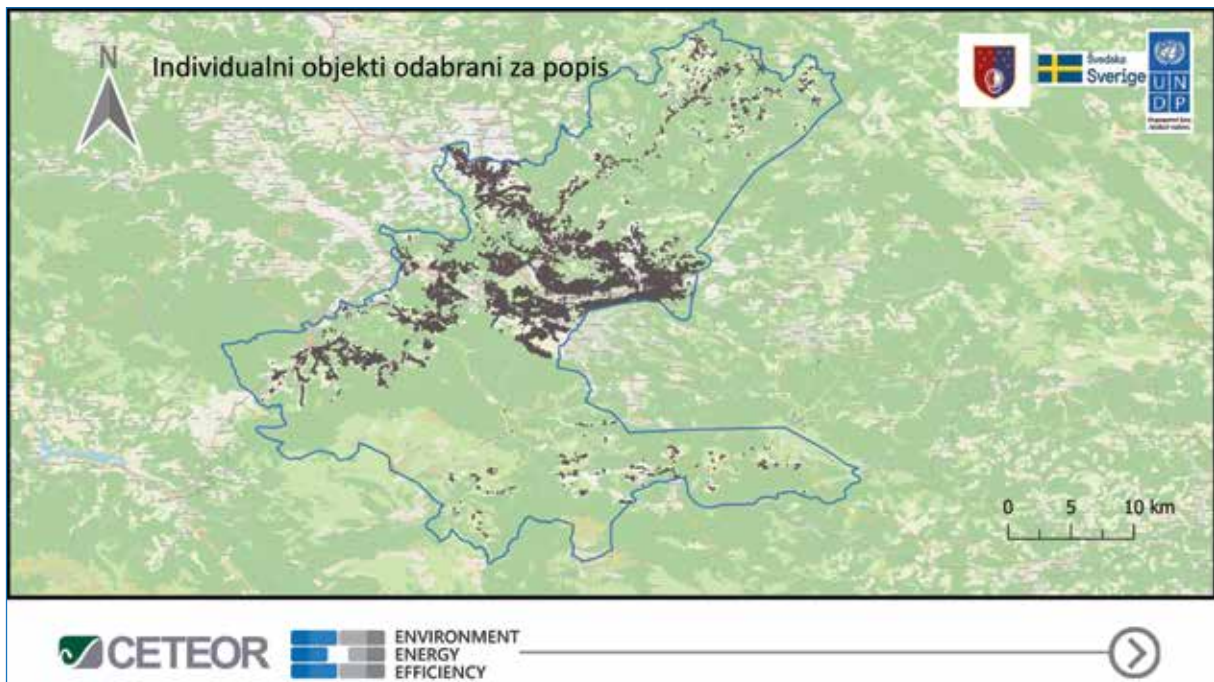 N
Individualni objekti odabrani za popis
Švedska
Sverige
U N
D P
0 5 10 km
CETEOR
ENVIRONMENT
ENERGY
EFFICIENCY